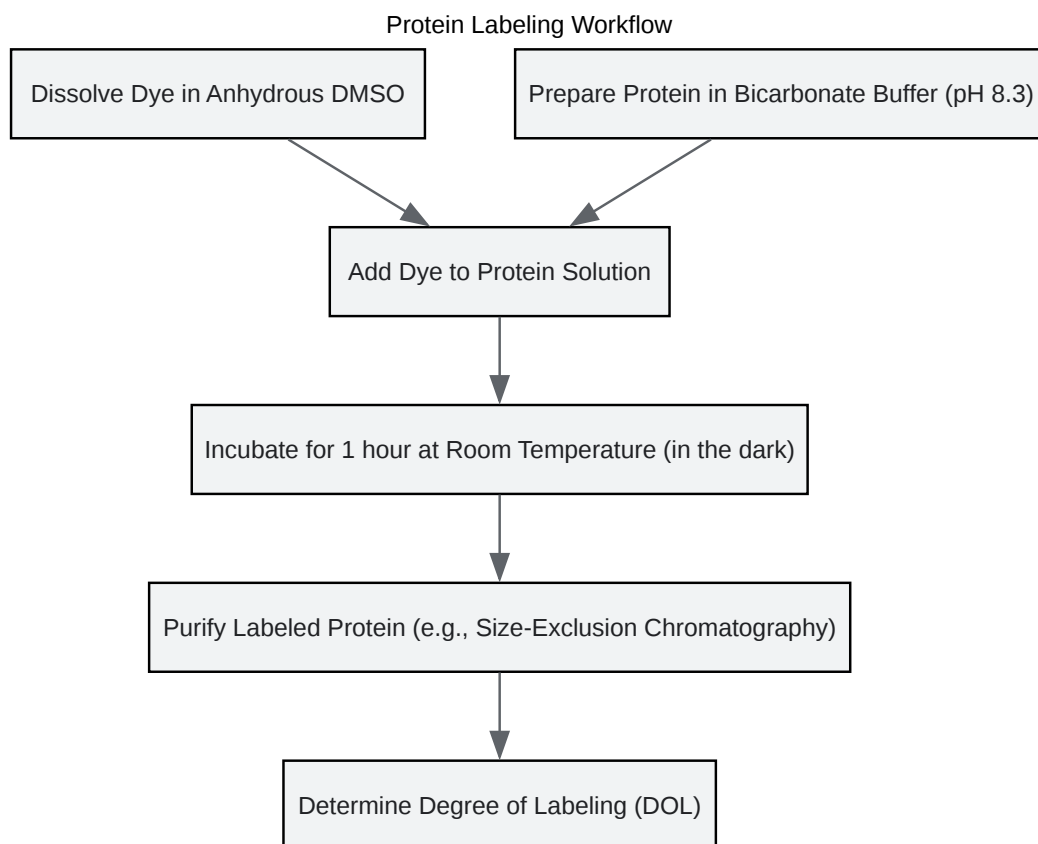 Protein Labeling Workflow
Dissolve Dye in Anhydrous DMSO
Prepare Protein in Bicarbonate Buffer (pH 8.3)
Add Dye to Protein Solution
Incubate for 1 hour at Room Temperature (in the dark)
Purify Labeled Protein (e.g., Size-Exclusion Chromatography)
Determine Degree of Labeling (DOL)